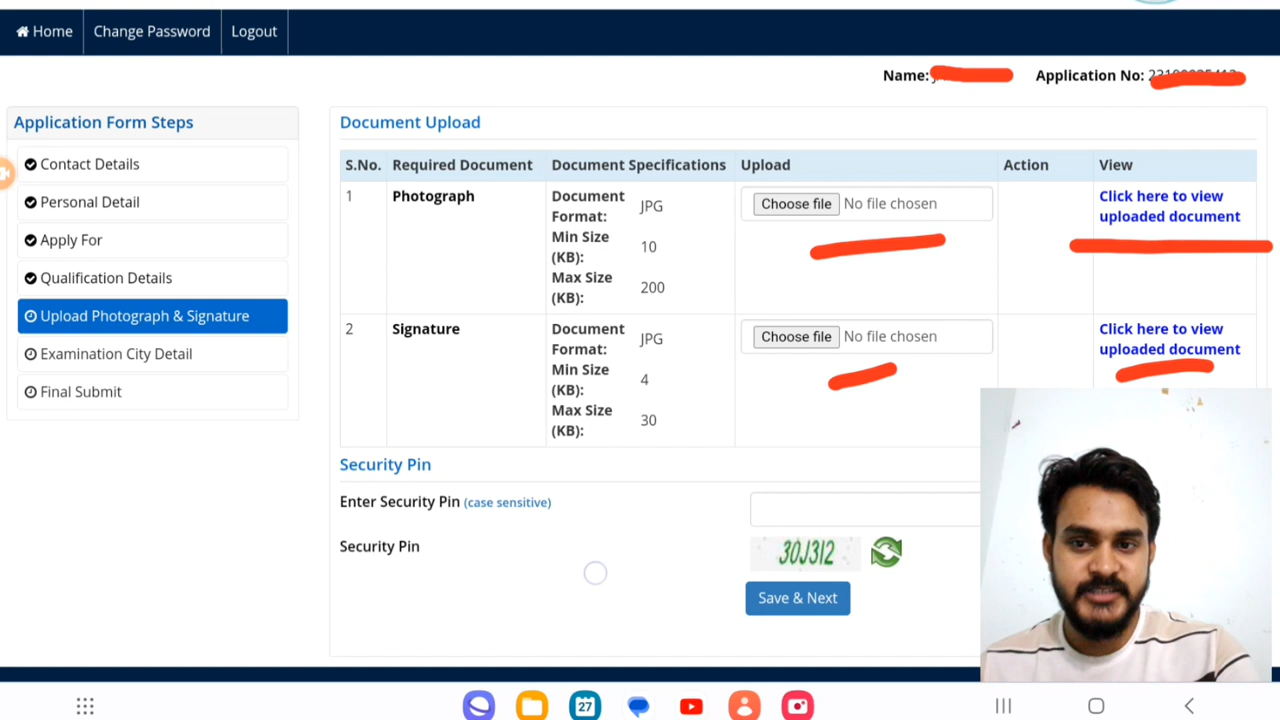 Home Change Password Logout
Name: Application No:
Application Form Steps
Contact Details
Personal Detail
Apply For
Qualification Details
Upload Photograph & Signature
Examination City Detail
Final Submit
Document Upload
S.No. Required Document Document Specifications Upload Action View
1 Photograph Document Format: JPG Choose file No file chosen Click here to view
uploaded document
Min Size (KB): 10
Max Size (KB): 200
2 Signature Document Format: JPG Choose file No file chosen Click here to view
uploaded document
Min Size (KB): 4
Max Size (KB): 30
Security Pin
Enter Security Pin (case sensitive)
Security Pin 30J312
Save & Next
27